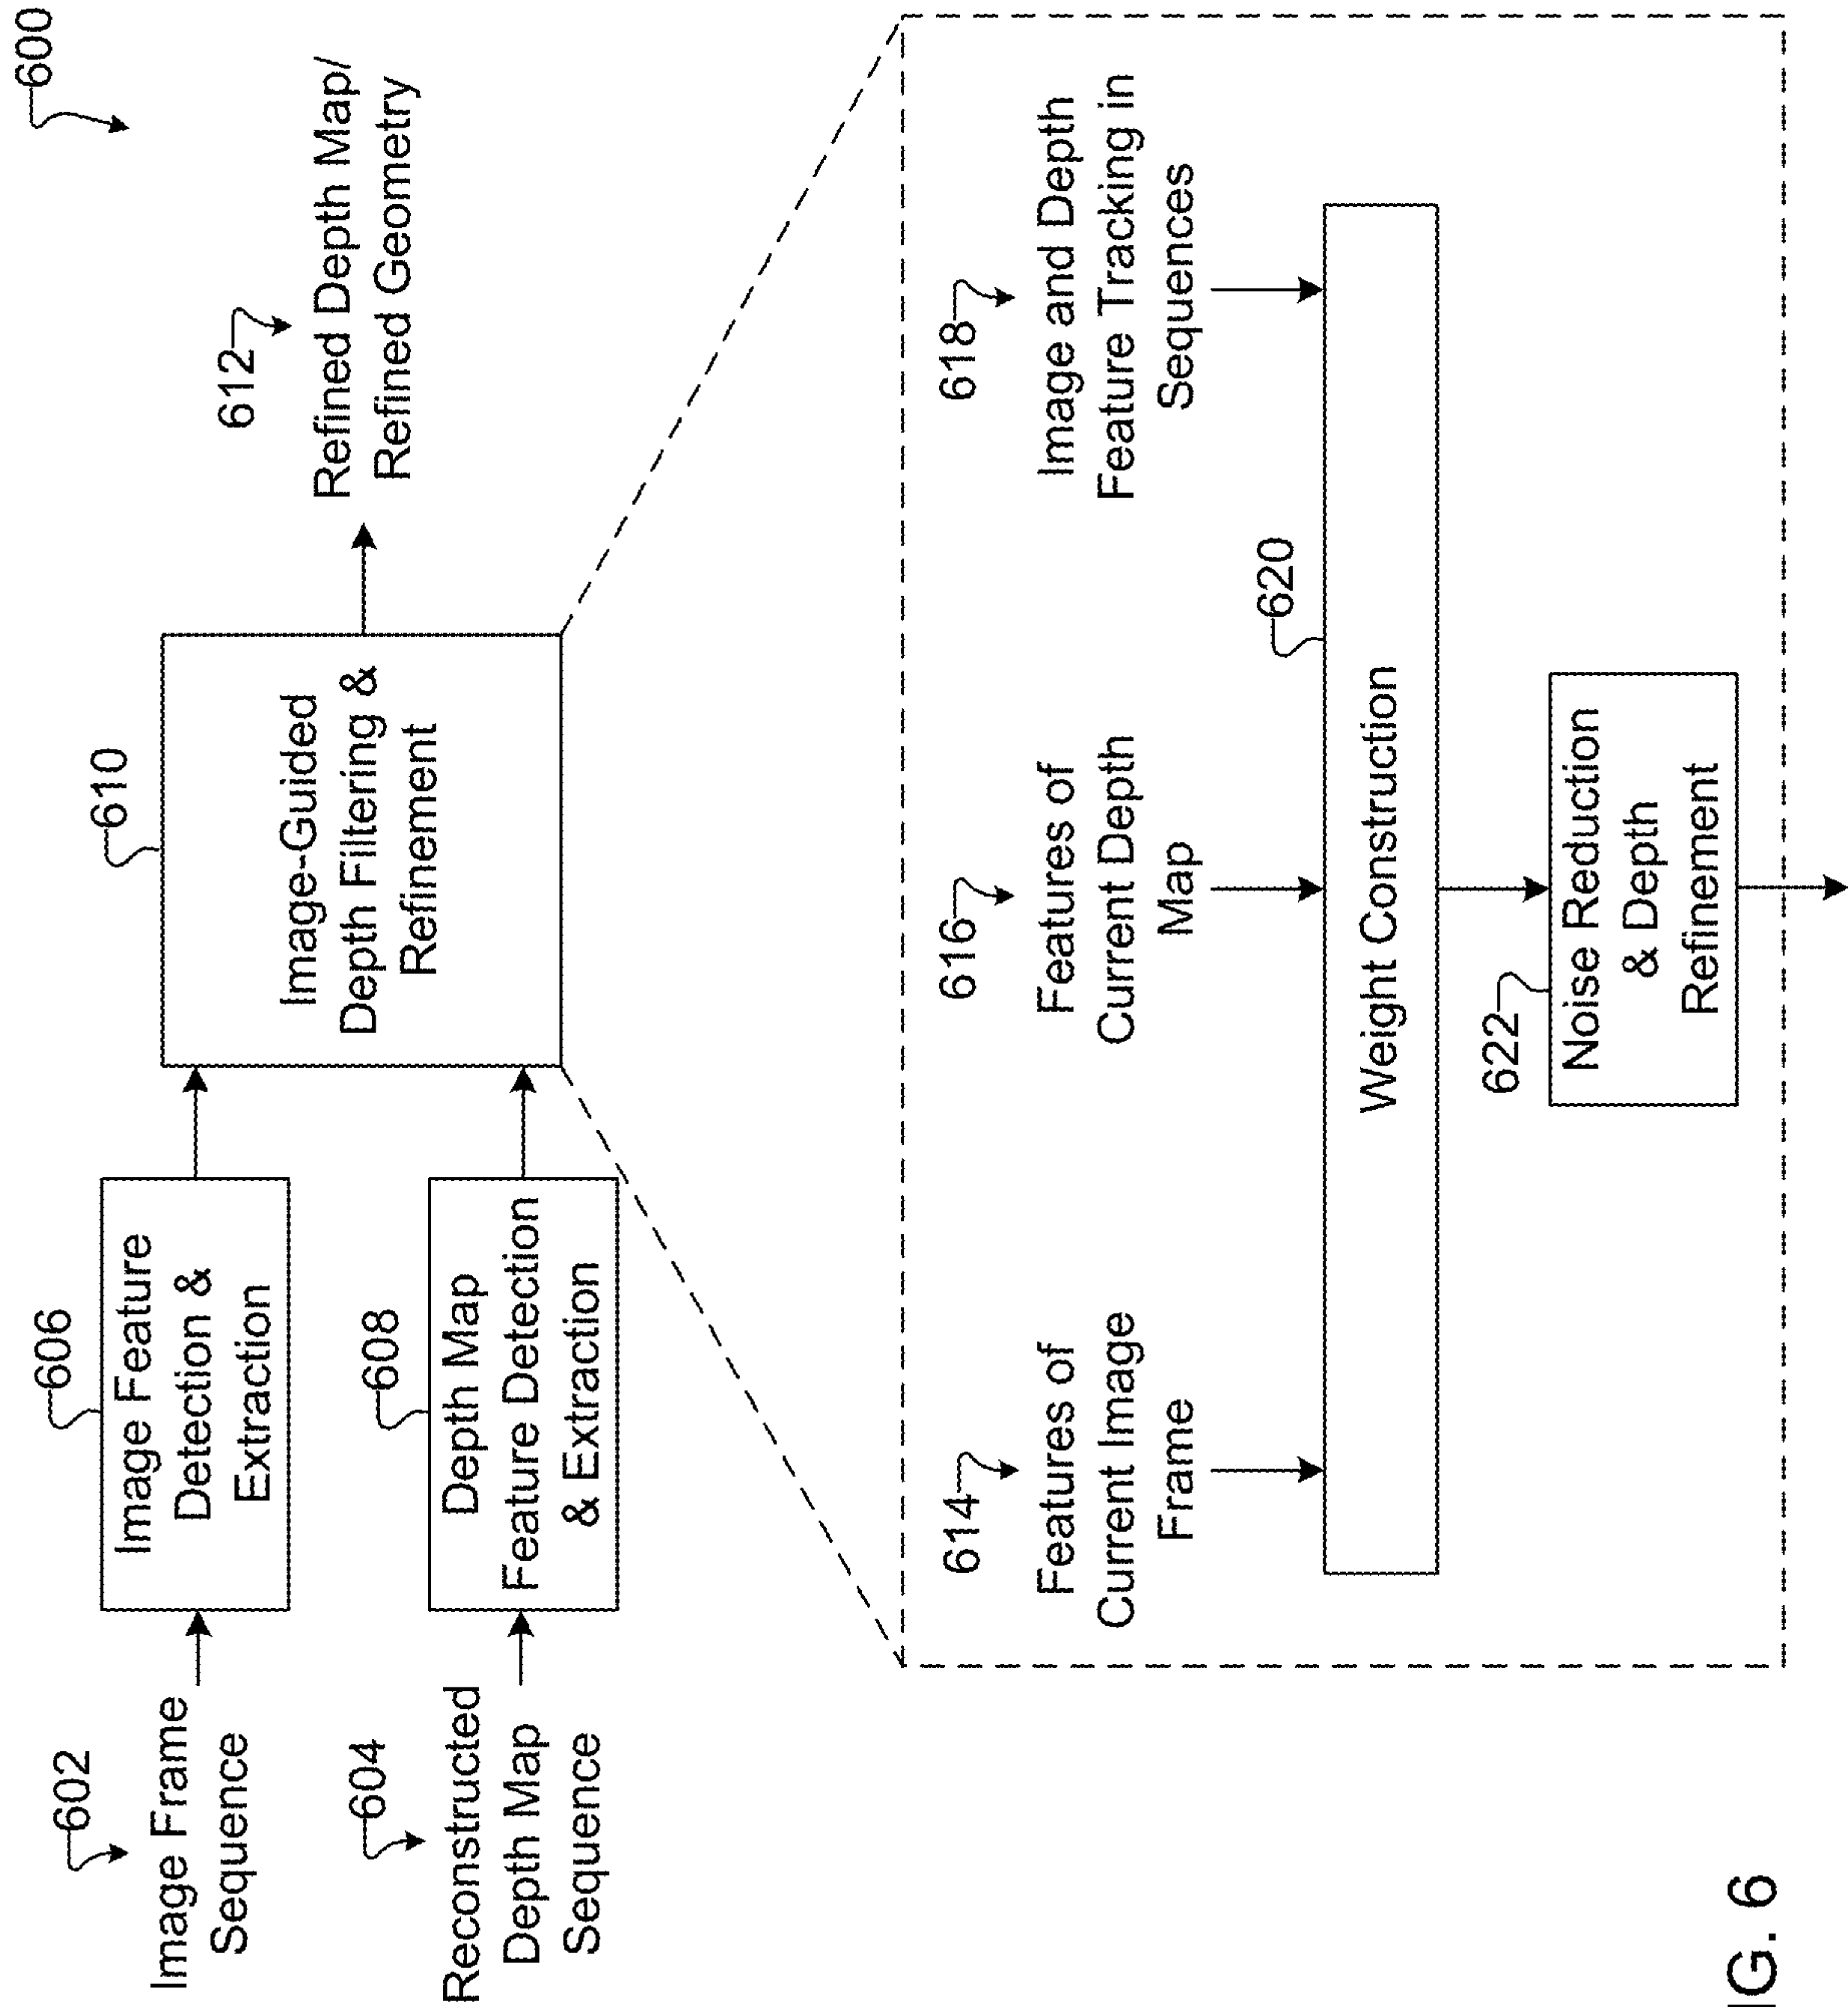 600
602
Image Frame
Sequence
606
Image Feature
Detection &
Extraction
604
Reconstructed
Depth Map
Sequence
608
Depth Map
Feature Detection
& Extraction
610
Image-Guided
Depth Filtering &
Refinement
612
Refined Depth Map/
Refined Geometry
614
Features of
Current Image
Frame
616
Features of
Current Depth
Map
618
Image and Depth
Feature Tracking in
Sequences
620
Weight Construction
622
Noise Reduction
& Depth
Refinement
IG. 6